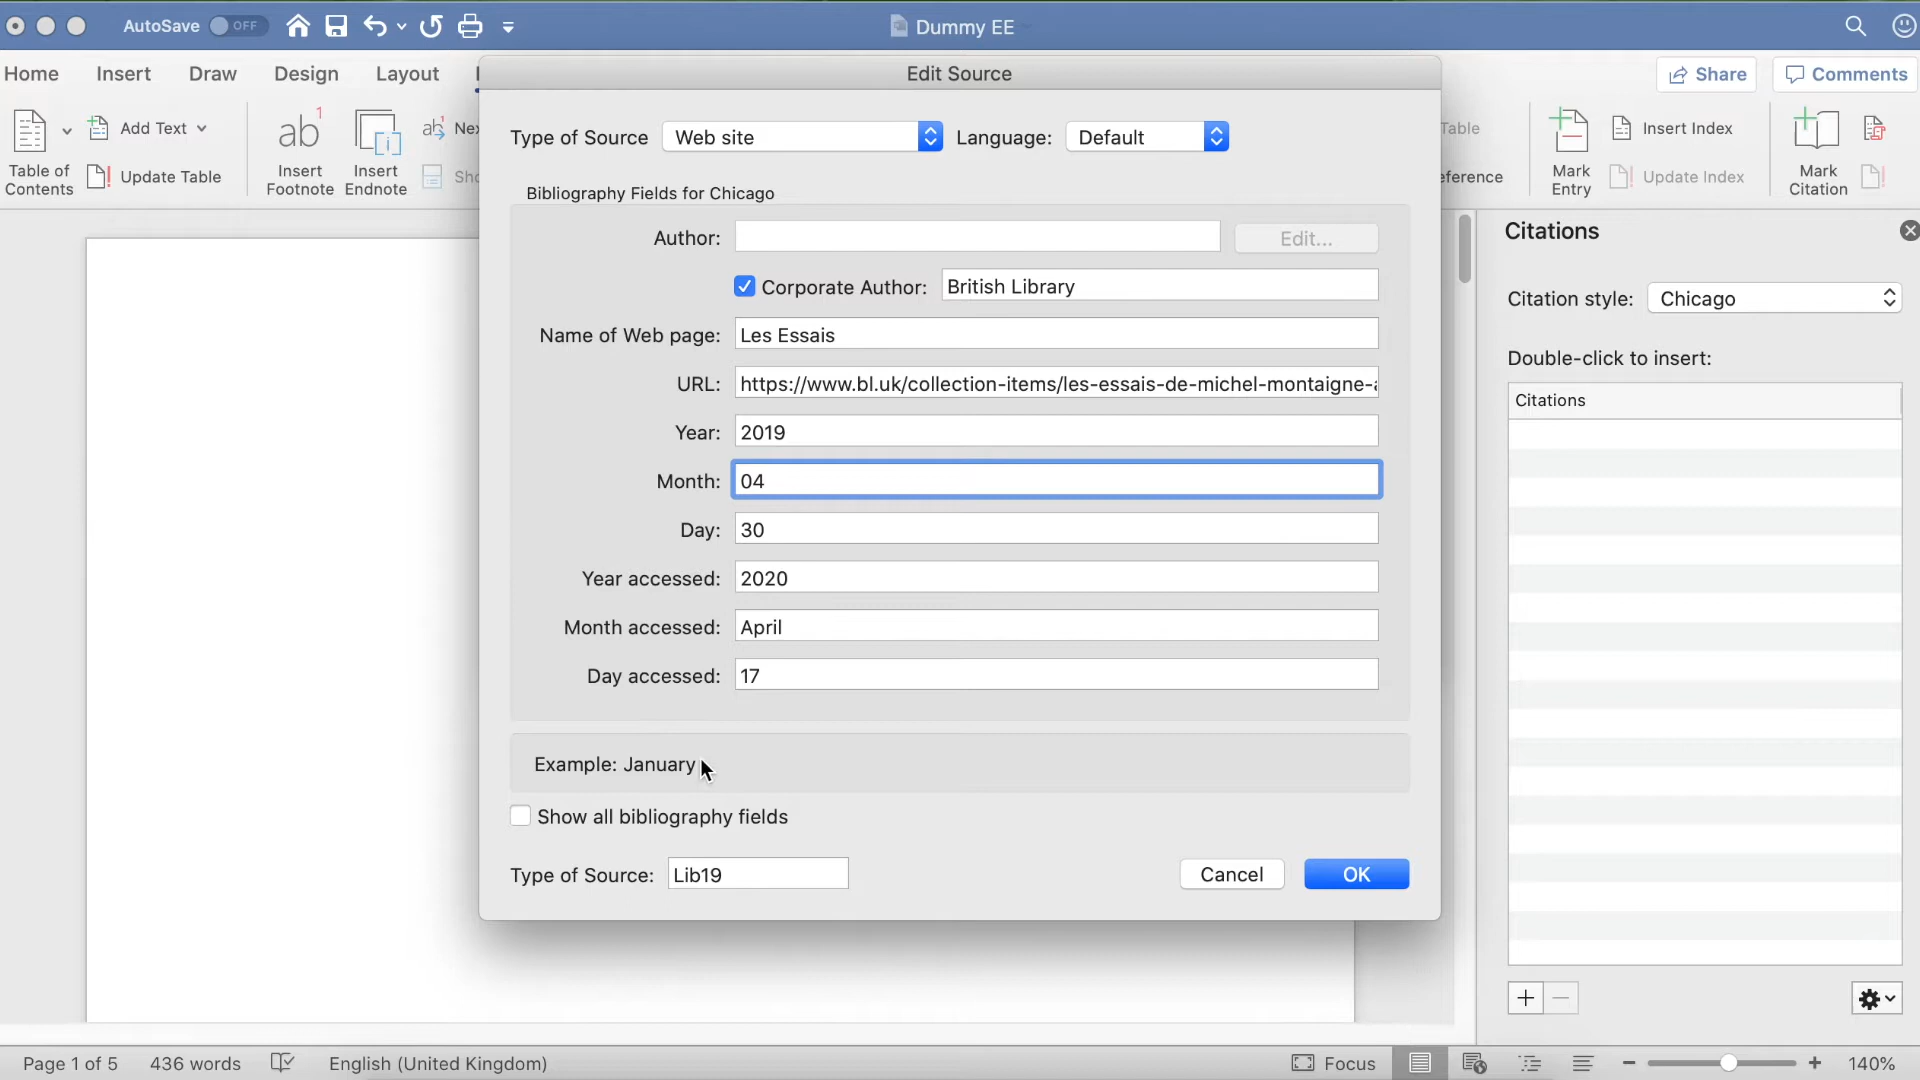 AutoSave OFF
Dummy EE
Home Insert Draw Design Layout
Share Comments
Edit Source
Table of Contents
Add Text
Update Table
ab 1
Insert Footnote
Insert Endnote
ab
Table
eference
Mark Entry
Insert Index
Update Index
Mark Citation
Type of Source Web site Language: Default
Bibliography Fields for Chicago
Author: Edit...
Corporate Author: British Library
Name of Web page: Les Essais
URL: https://www.bl.uk/collection-items/les-essais-de-michel-montaigne-
Year: 2019
Month: 04
Day: 30
Year accessed: 2020
Month accessed: April
Day accessed: 17
Example: January
Show all bibliography fields
Type of Source: Lib19 Cancel OK
Citations
Citation style: Chicago
Double-click to insert:
Citations
Page 1 of 5 436 words English (United Kingdom) Focus 140%